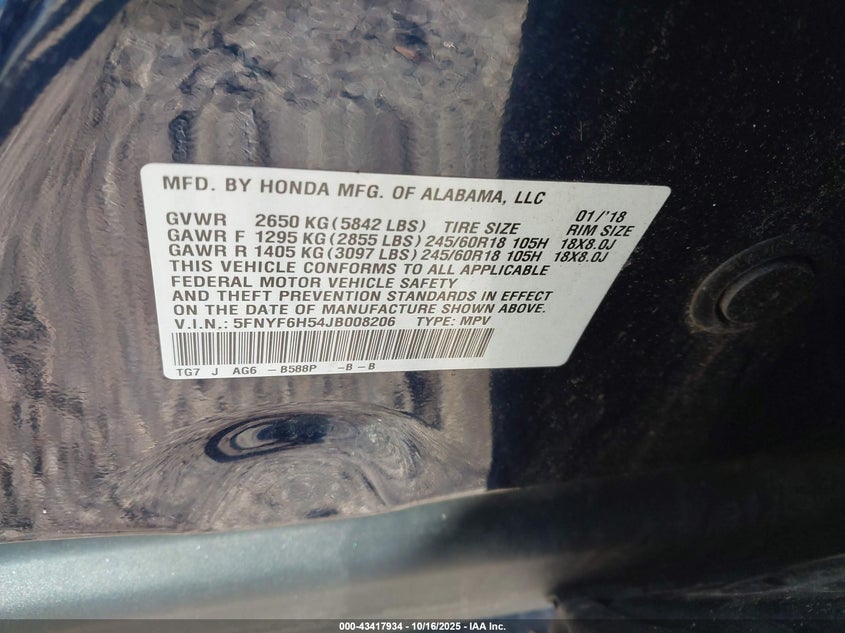 MFD. BY HONDA MFG. OF ALABAMA, LLC
01/'18
GVWR 2650 KG (5842 LBS) TIRE SIZE RIM SIZE
GAWR F 1295 KG (2855 LBS) 245/60R18 105H 18X8.0J
GAWR R 1405 KG (3097 LBS) 245/60R18 105H 18X8.0J
THIS VEHICLE CONFORMS TO ALL APPLICABLE
FEDERAL MOTOR VEHICLE SAFETY
AND THEFT PREVENTION STANDARDS IN EFFECT
ON THE DATE OF MANUFACTURE SHOWN ABOVE.
V.I.N.: 5FNYF6H54JB008206 TYPE: MPV
TG7 J AG6 -B588P -B-B
000-43417934 - 10/16/2025 - IAA Inc.